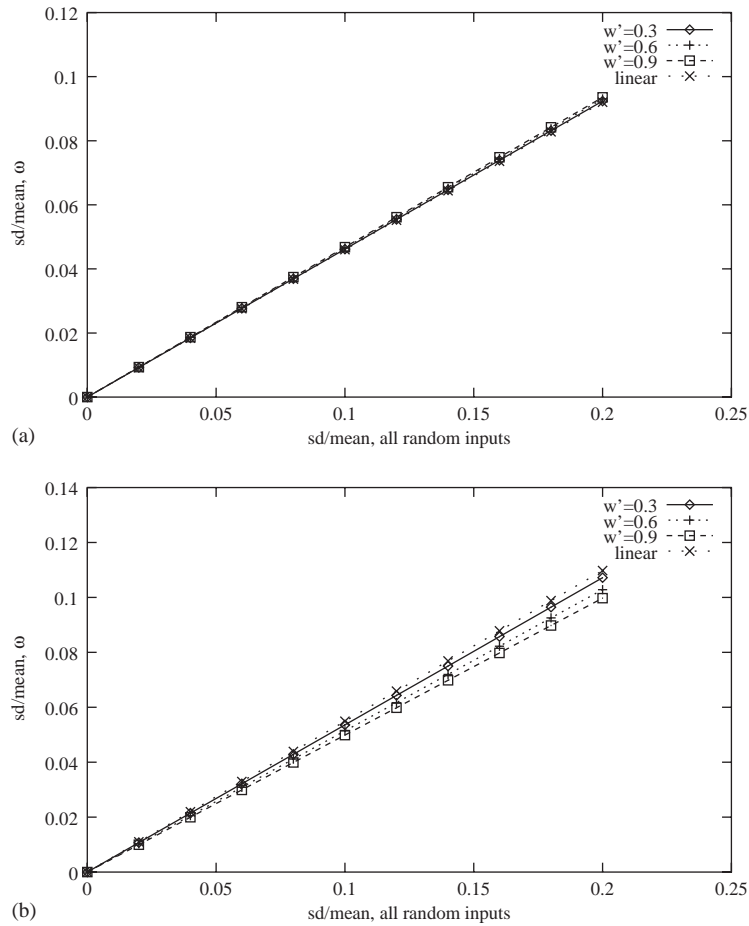 0.12
0.1
0.08
0.06
0.04
0.02
0
sd/mean, ω
w'=0.3
w'=0.6
w'=0.9
linear
0 0.05 0.1 0.15 0.2 0.25
(a)
sd/mean, all random inputs
0.14
0.12
0.1
0.08
0.06
0.04
0.02
0
sd/mean, ω
w'=0.3
w'=0.6
w'=0.9
linear
0 0.05 0.1 0.15 0.2 0.25
(b)
sd/mean, all random inputs